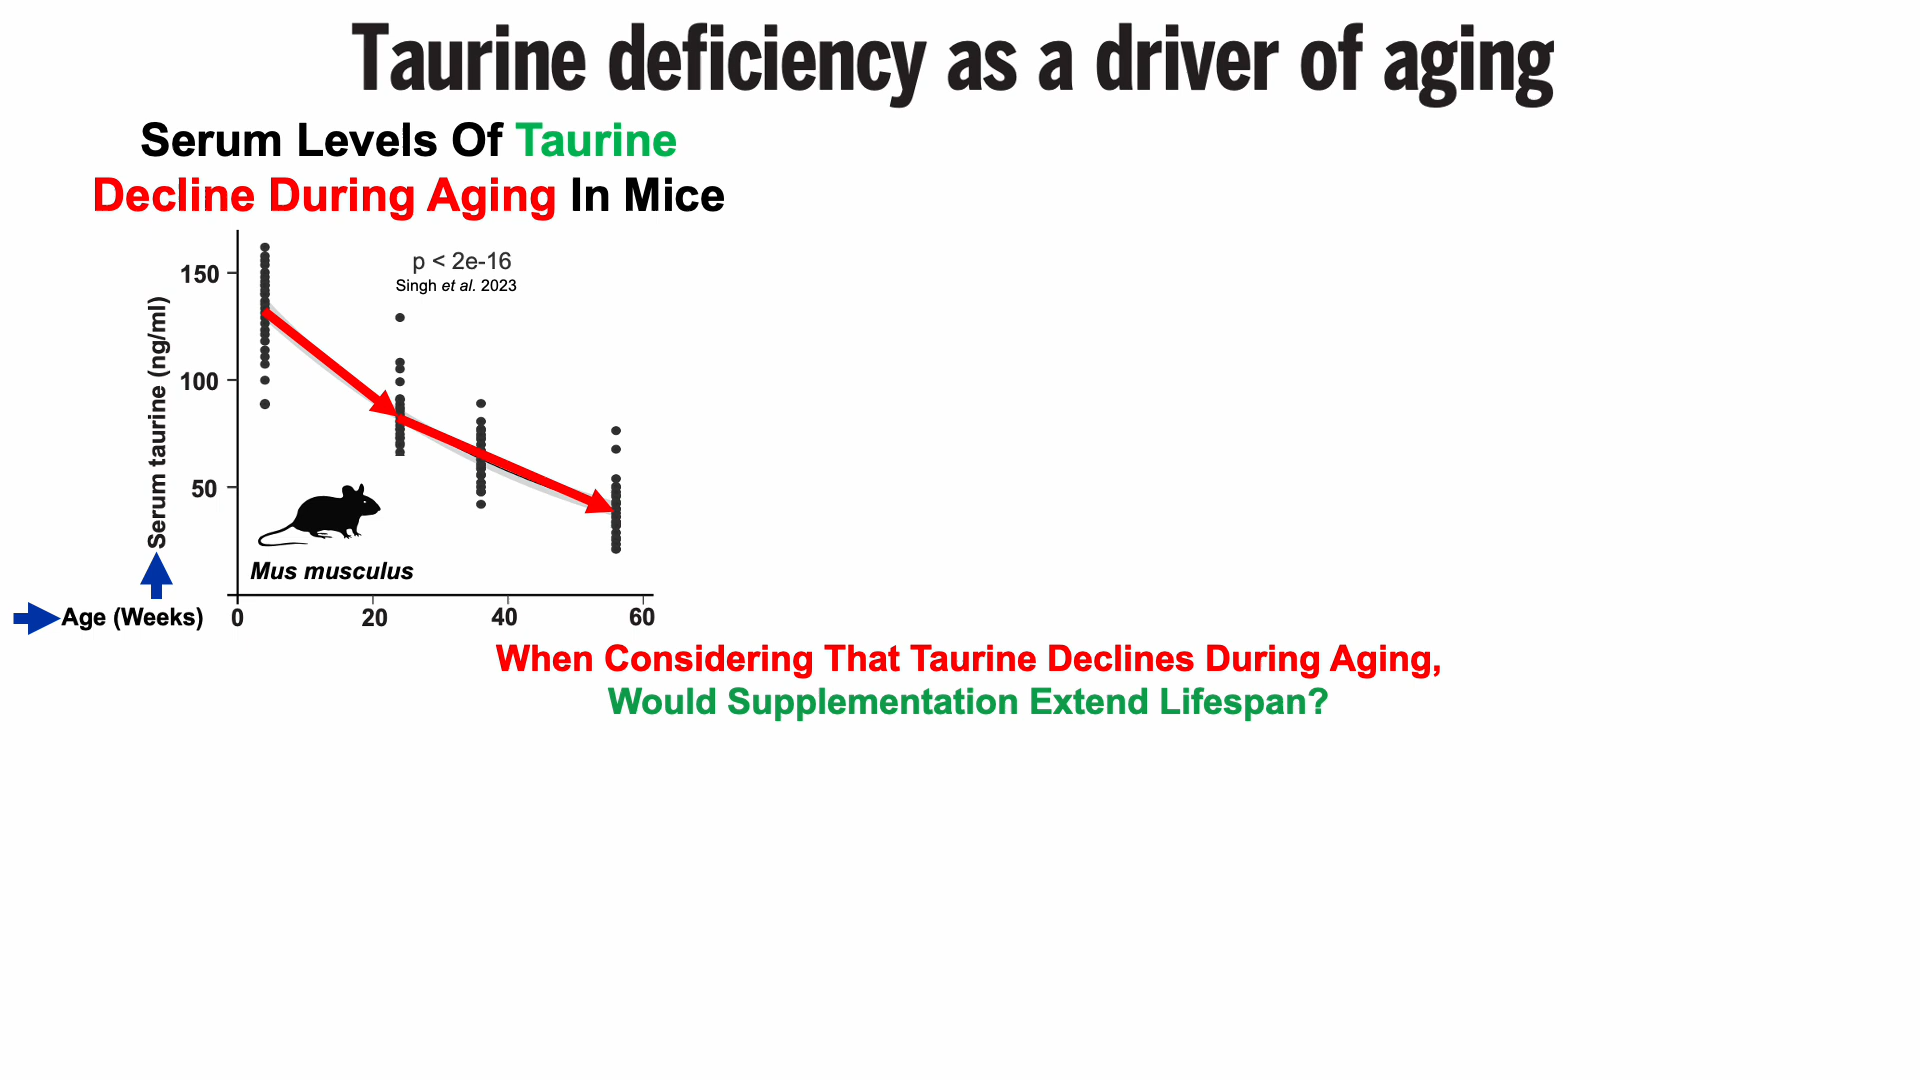 Taurine deficiency as a driver of aging
Serum Levels Of Taurine
Decline During Aging In Mice
p < 2e-16
Singh et al. 2023
150
100
50
Serum taurine (ng/ml)
Mus musculus
Age (Weeks)
0
20
40
60
When Considering That Taurine Declines During Aging,
Would Supplementation Extend Lifespan?